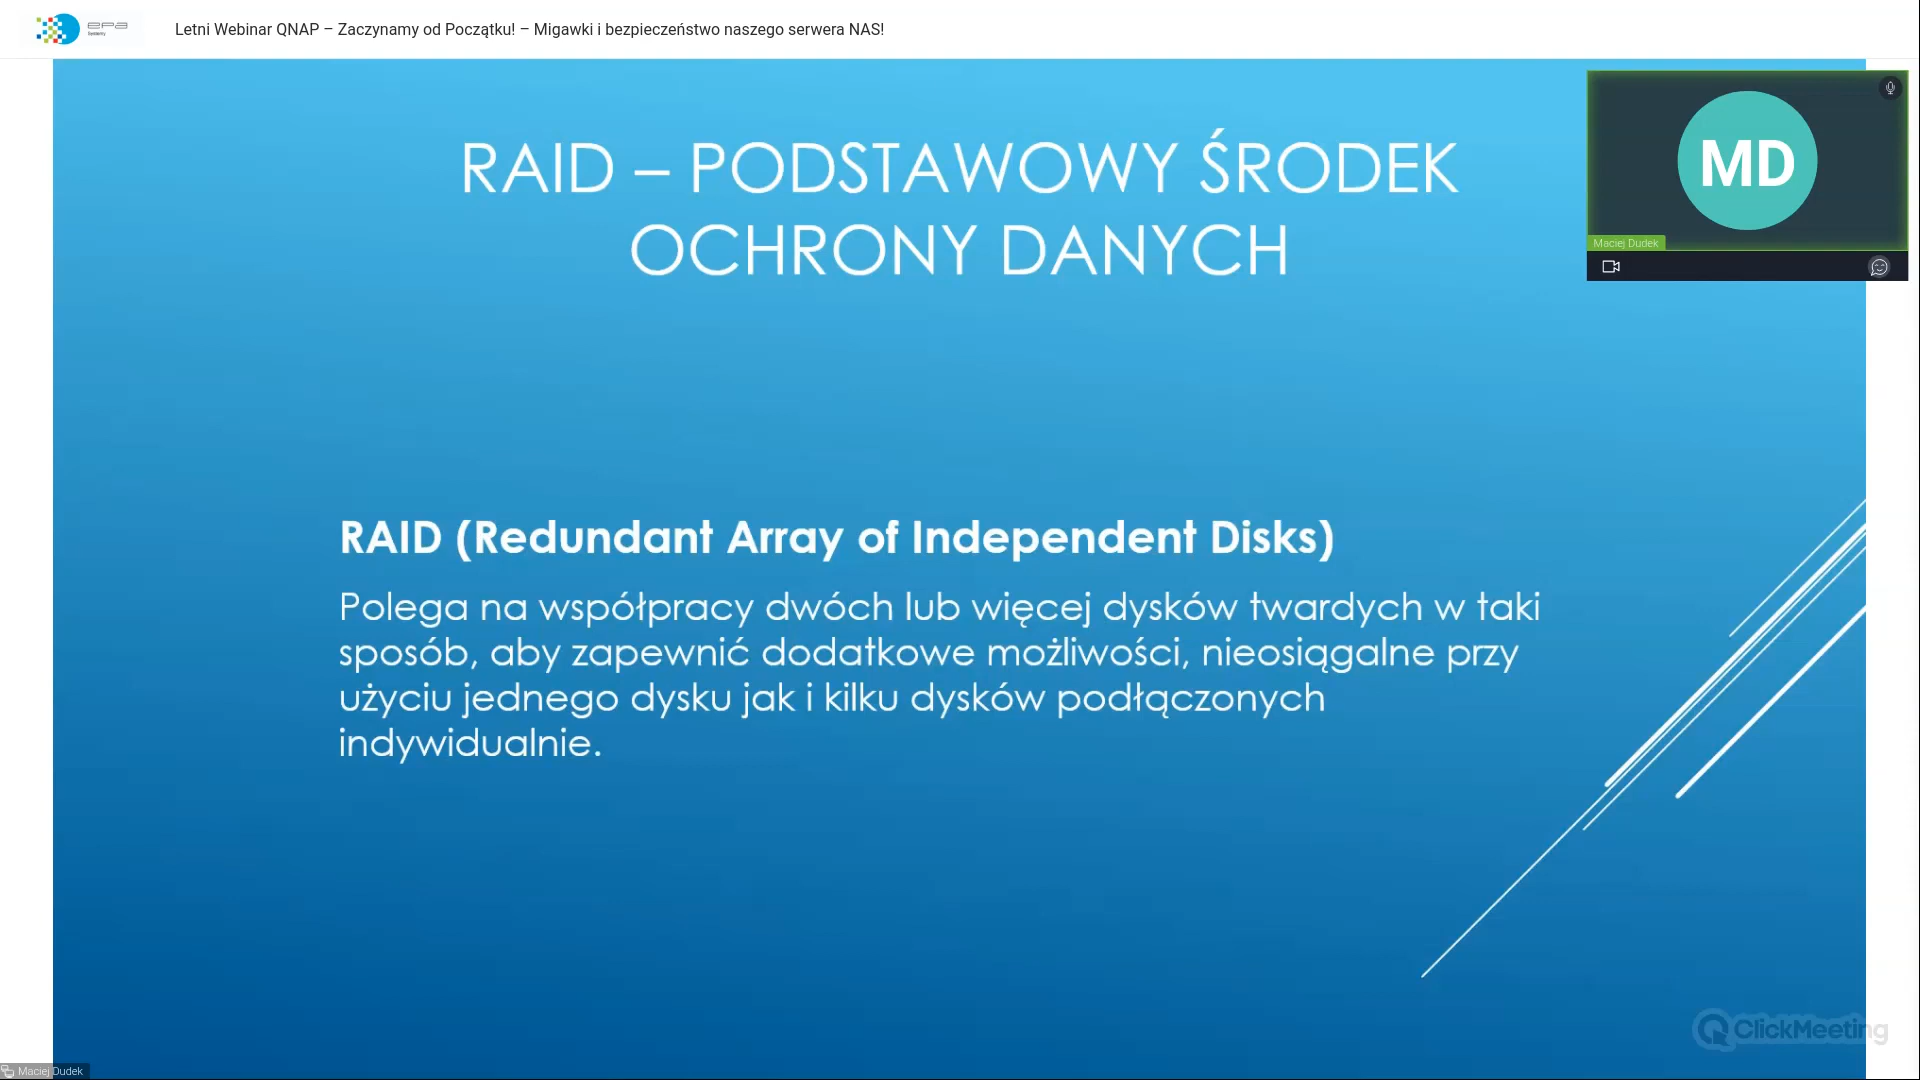 epa
Systemy
Letni Webinar QNAP – Zaczynamy od Początku! – Migawki i bezpieczeństwo naszego serwera NAS!
RAID – PODSTAWOWY ŚRODEK
OCHRONY DANYCH
MD
Maciej Dudek
RAID (Redundant Array of Independent Disks)
Polega na współpracy dwóch lub więcej dysków twardych w taki
sposób, aby zapewnić dodatkowe możliwości, nieosiągalne przy
użyciu jednego dysku jak i kilku dysków podłączonych
indywidualnie.
ClickMeeting
Maciej Dudek